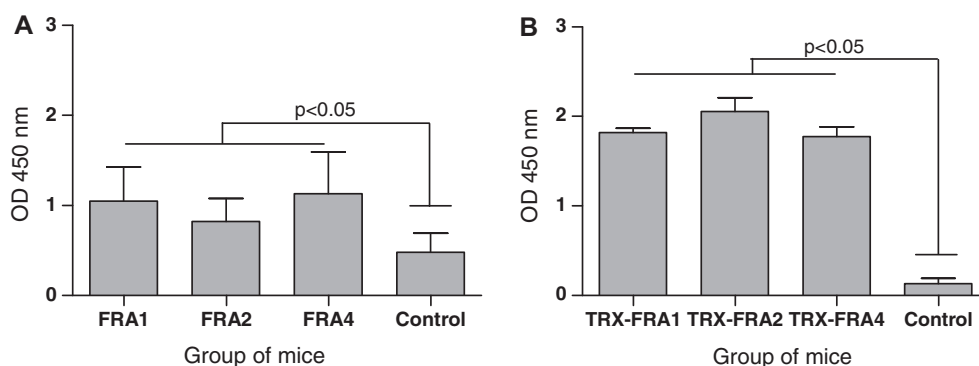 A
3
2
1
0
OD 450 nm
p<0.05
FRA1 FRA2 FRA4 Control
Group of mice
B
3
2
1
0
OD 450 nm
p<0.05
TRX-FRA1 TRX-FRA2 TRX-FRA4 Control
Group of mice